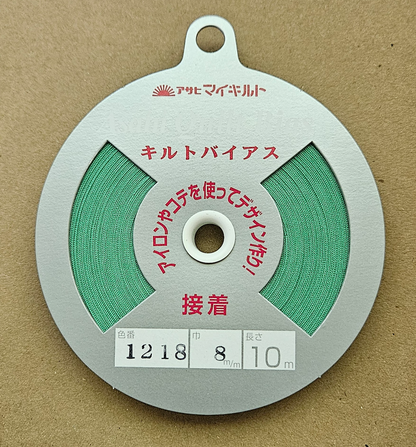 アサヒマイキルト
キルトバイアス
アイロンやコテを使ってデザイン作り!
接着
色番 巾 長さ
1218 8m/m 10m